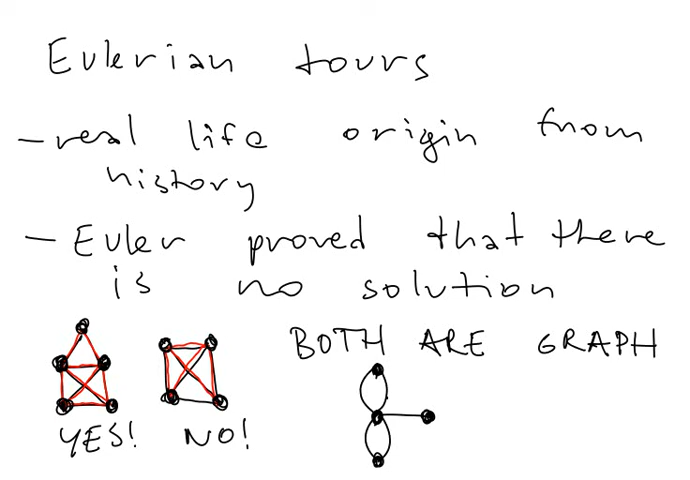 Eulerian tours
- real life origin from
history
- Euler proved that there
is no solution
BOTH ARE GRAPH
YES! NO!